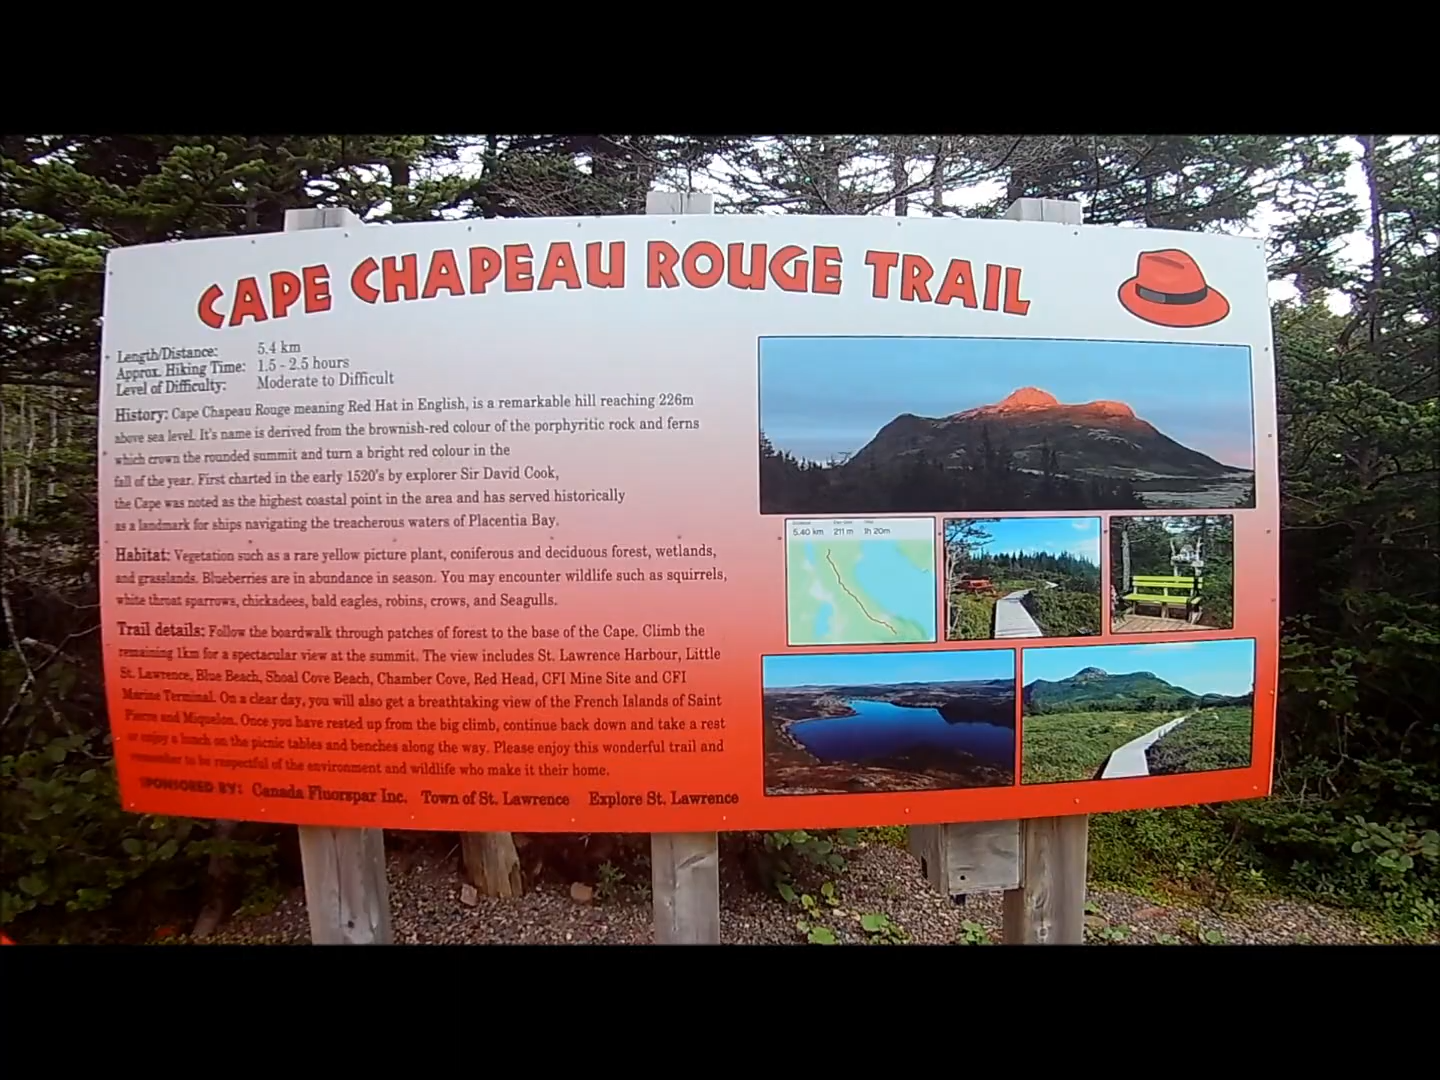 CAPE CHAPEAU ROUGE TRAIL
Length/Distance: 5.4 km
Approx. Hiking Time: 1.5 - 2.5 hours
Level of Difficulty: Moderate to Difficult
History: Cape Chapeau Rouge meaning Red Hat in English, is a remarkable hill reaching 226m
above sea level. It's name is derived from the brownish-red colour of the porphyritic rock and ferns
which crown the rounded summit and turn a bright red colour in the
fall of the year. First charted in the early 1520's by explorer Sir David Cook,
the Cape was noted as the highest coastal point in the area and has served historically
as a landmark for ships navigating the treacherous waters of Placentia Bay.
Habitat: Vegetation such as a rare yellow picture plant, coniferous and deciduous forest, wetlands,
and grasslands. Blueberries are in abundance in season. You may encounter wildlife such as squirrels,
white throat sparrows, chickadees, bald eagles, robins, crows, and Seagulls.
Trail details: Follow the boardwalk through patches of forest to the base of the Cape. Climb the
remaining 1km for a spectacular view at the summit. The view includes St. Lawrence Harbour, Little
St. Lawrence, Blue Beach, Shoal Cove Beach, Chamber Cove, Red Head, CFI Mine Site and CFI
Marine Terminal. On a clear day, you will also get a breathtaking view of the French Islands of Saint
Pierre and Miquelon. Once you have rested up from the big climb, continue back down and take a rest
or enjoy a lunch on the picnic tables and benches along the way. Please enjoy this wonderful trail and
remember to be respectful of the environment and wildlife who make it their home.
SPONSORED BY: Canada Fluorspar Inc. Town of St. Lawrence Explore St. Lawrence
5.40 km 211 m 1h 20m